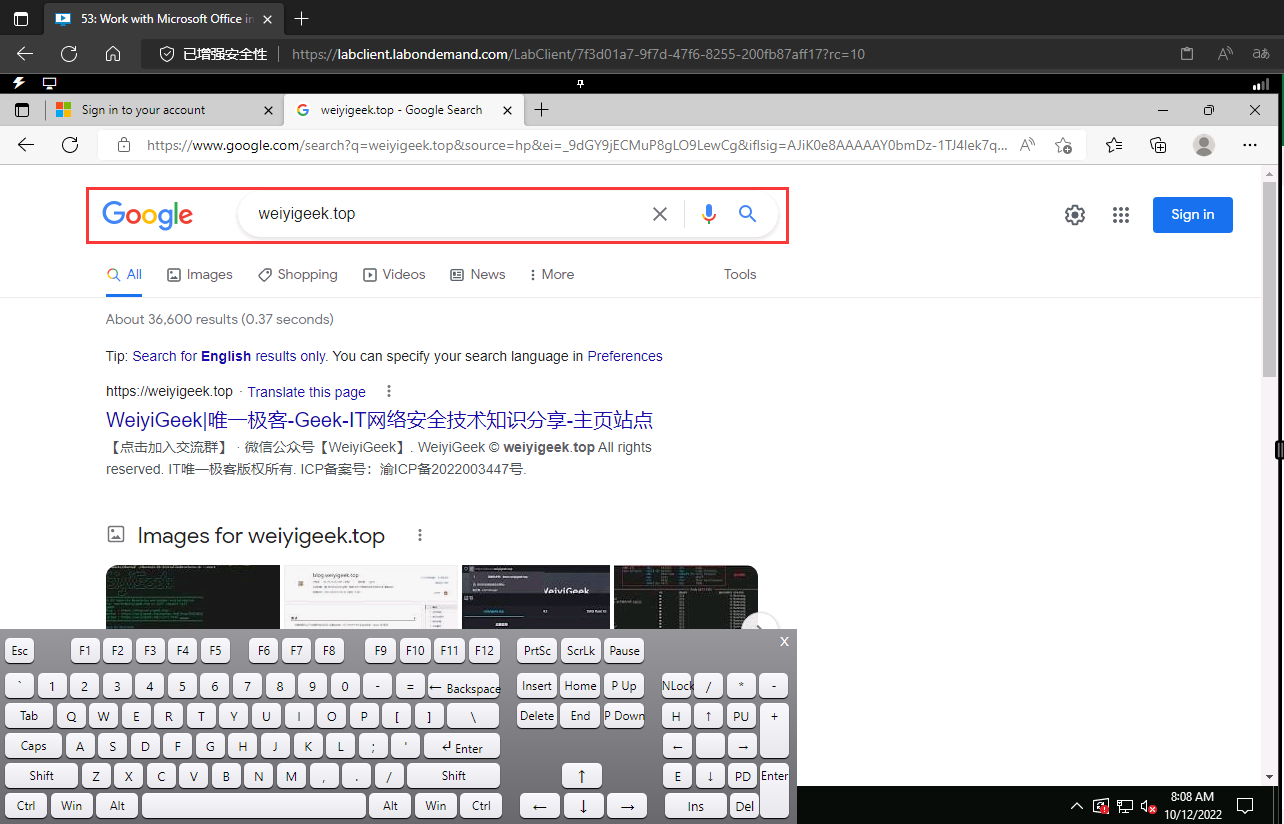 53: Work with Microsoft Office in
已增强安全性
https://labclient.labondemand.com/LabClient/7f3d01a7-9f7d-47f6-8255-200fb87aff17?rc=10
Sign in to your account
weiyigeek.top - Google Search
https://www.google.com/search?q=weiyigeek.top&source=hp&ei=_9dGY9jECMuP8gLO9LewCg&iflsig=AJiK0e8AAAAAY0bmDz-1TJ4lek7q...
Google
weiyigeek.top
Sign in
All Images Shopping Videos News More Tools
About 36,600 results (0.37 seconds)
Tip: Search for English results only. You can specify your search language in Preferences
https://weiyigeek.top · Translate this page
WeiyiGeek|唯一极客-Geek-IT网络安全技术知识分享-主页站点
【点击加入交流群】 · 微信公众号【WeiyiGeek】. WeiyiGeek © weiyigeek.top All rights
reserved. IT唯一极客版权所有. ICP备案号：渝ICP备2022003447号.
Images for weiyigeek.top
blog.weiyigeek.top
WeiyiGeek
X
Esc F1 F2 F3 F4 F5 F6 F7 F8 F9 F10 F11 F12 PrtSc ScrLk Pause
` 1 2 3 4 5 6 7 8 9 0 - = ← Backspace Insert Home P Up NLock / * -
Tab Q W E R T Y U I O P [ ] \ Delete End P Down H ↑ PU +
Caps A S D F G H J K L ; ' ↵ Enter ← →
Shift Z X C V B N M , . / Shift ↑ E ↓ PD Enter
Ctrl Win Alt Alt Win Ctrl ← ↓ → Ins Del
8:08 AM
10/12/2022